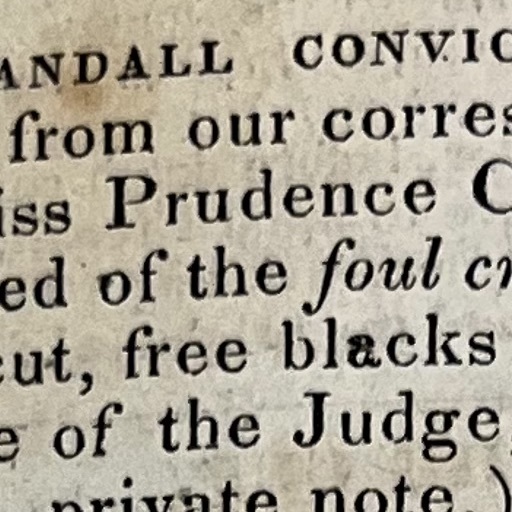 ANDALL CONVIC
from our corres
iss Prudence C
ed of the foul cr
cut, free blacks
e of the Judge,
private note.)